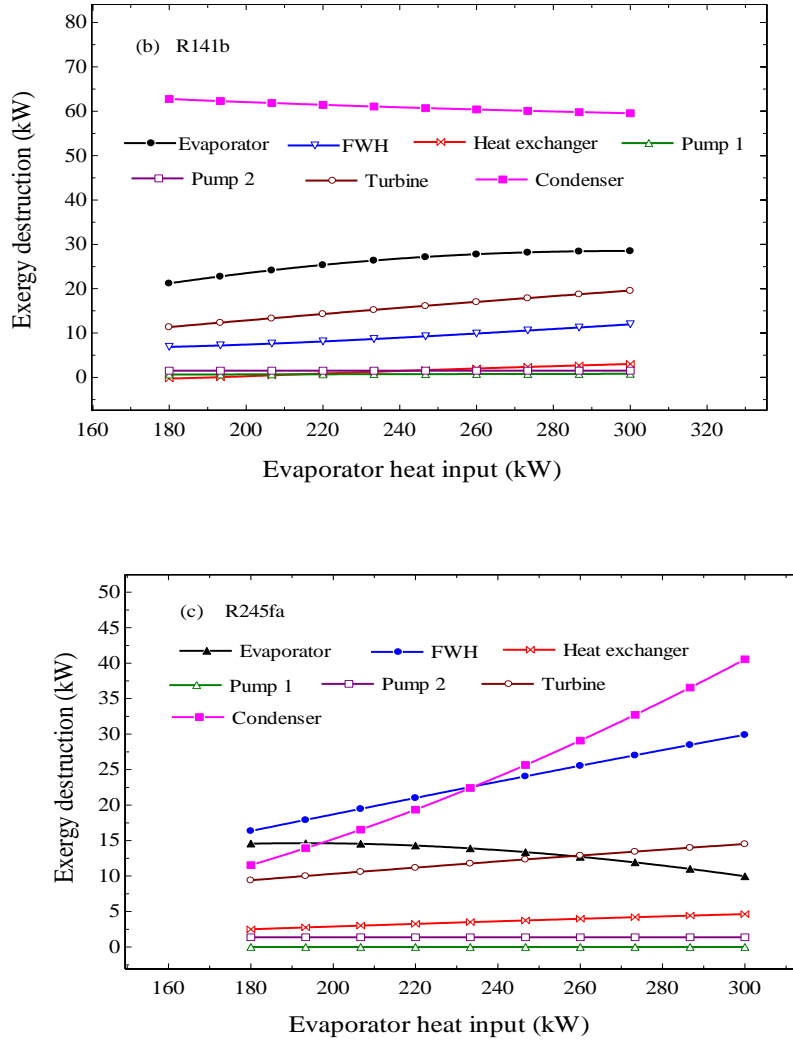 80
(b) R141b
70
60
50
Evaporator FWH Heat exchanger Pump 1
Pump 2 Turbine Condenser
40
30
20
10
0
Exergy destruction (kW)
160 180 200 220 240 260 280 300 320
Evaporator heat input (kW)
50
(c) R245fa
45
Evaporator FWH Heat exchanger
40
Pump 1 Pump 2 Turbine
35
Condenser
30
25
20
15
10
5
0
Exergy destruction (kW)
160 180 200 220 240 260 280 300
Evaporator heat input (kW)